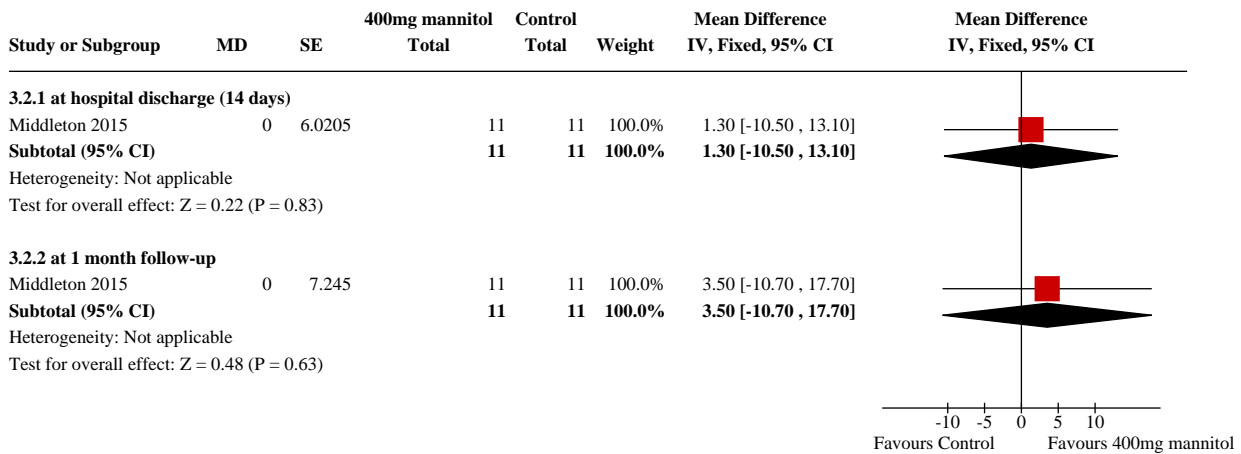 400mg mannitol Control Mean Difference Mean Difference
Study or Subgroup MD SE Total Total Weight IV, Fixed, 95% CI IV, Fixed, 95% CI
3.2.1 at hospital discharge (14 days)
Middleton 2015 0 6.0205 11 11 100.0% 1.30 [-10.50 , 13.10]
Subtotal (95% CI) 11 11 100.0% 1.30 [-10.50 , 13.10]
Heterogeneity: Not applicable
Test for overall effect: Z = 0.22 (P = 0.83)
3.2.2 at 1 month follow-up
Middleton 2015 0 7.245 11 11 100.0% 3.50 [-10.70 , 17.70]
Subtotal (95% CI) 11 11 100.0% 3.50 [-10.70 , 17.70]
Heterogeneity: Not applicable
Test for overall effect: Z = 0.48 (P = 0.63)
-10 -5 0 5 10
Favours Control Favours 400mg mannitol